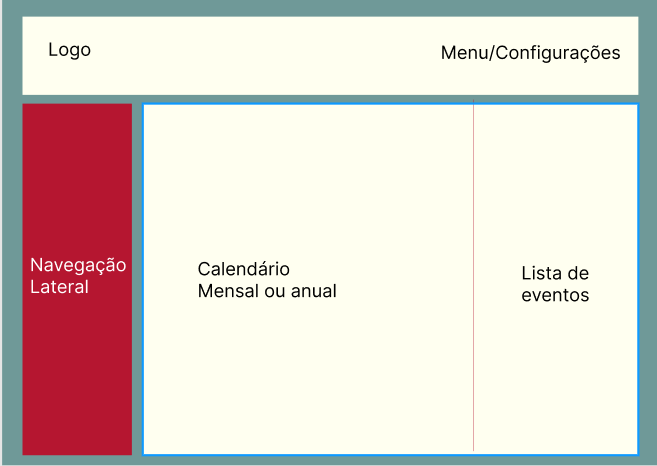 Logo
Menu/Configurações
Navegação
Lateral
Calendário
Mensal ou anual
Lista de
eventos